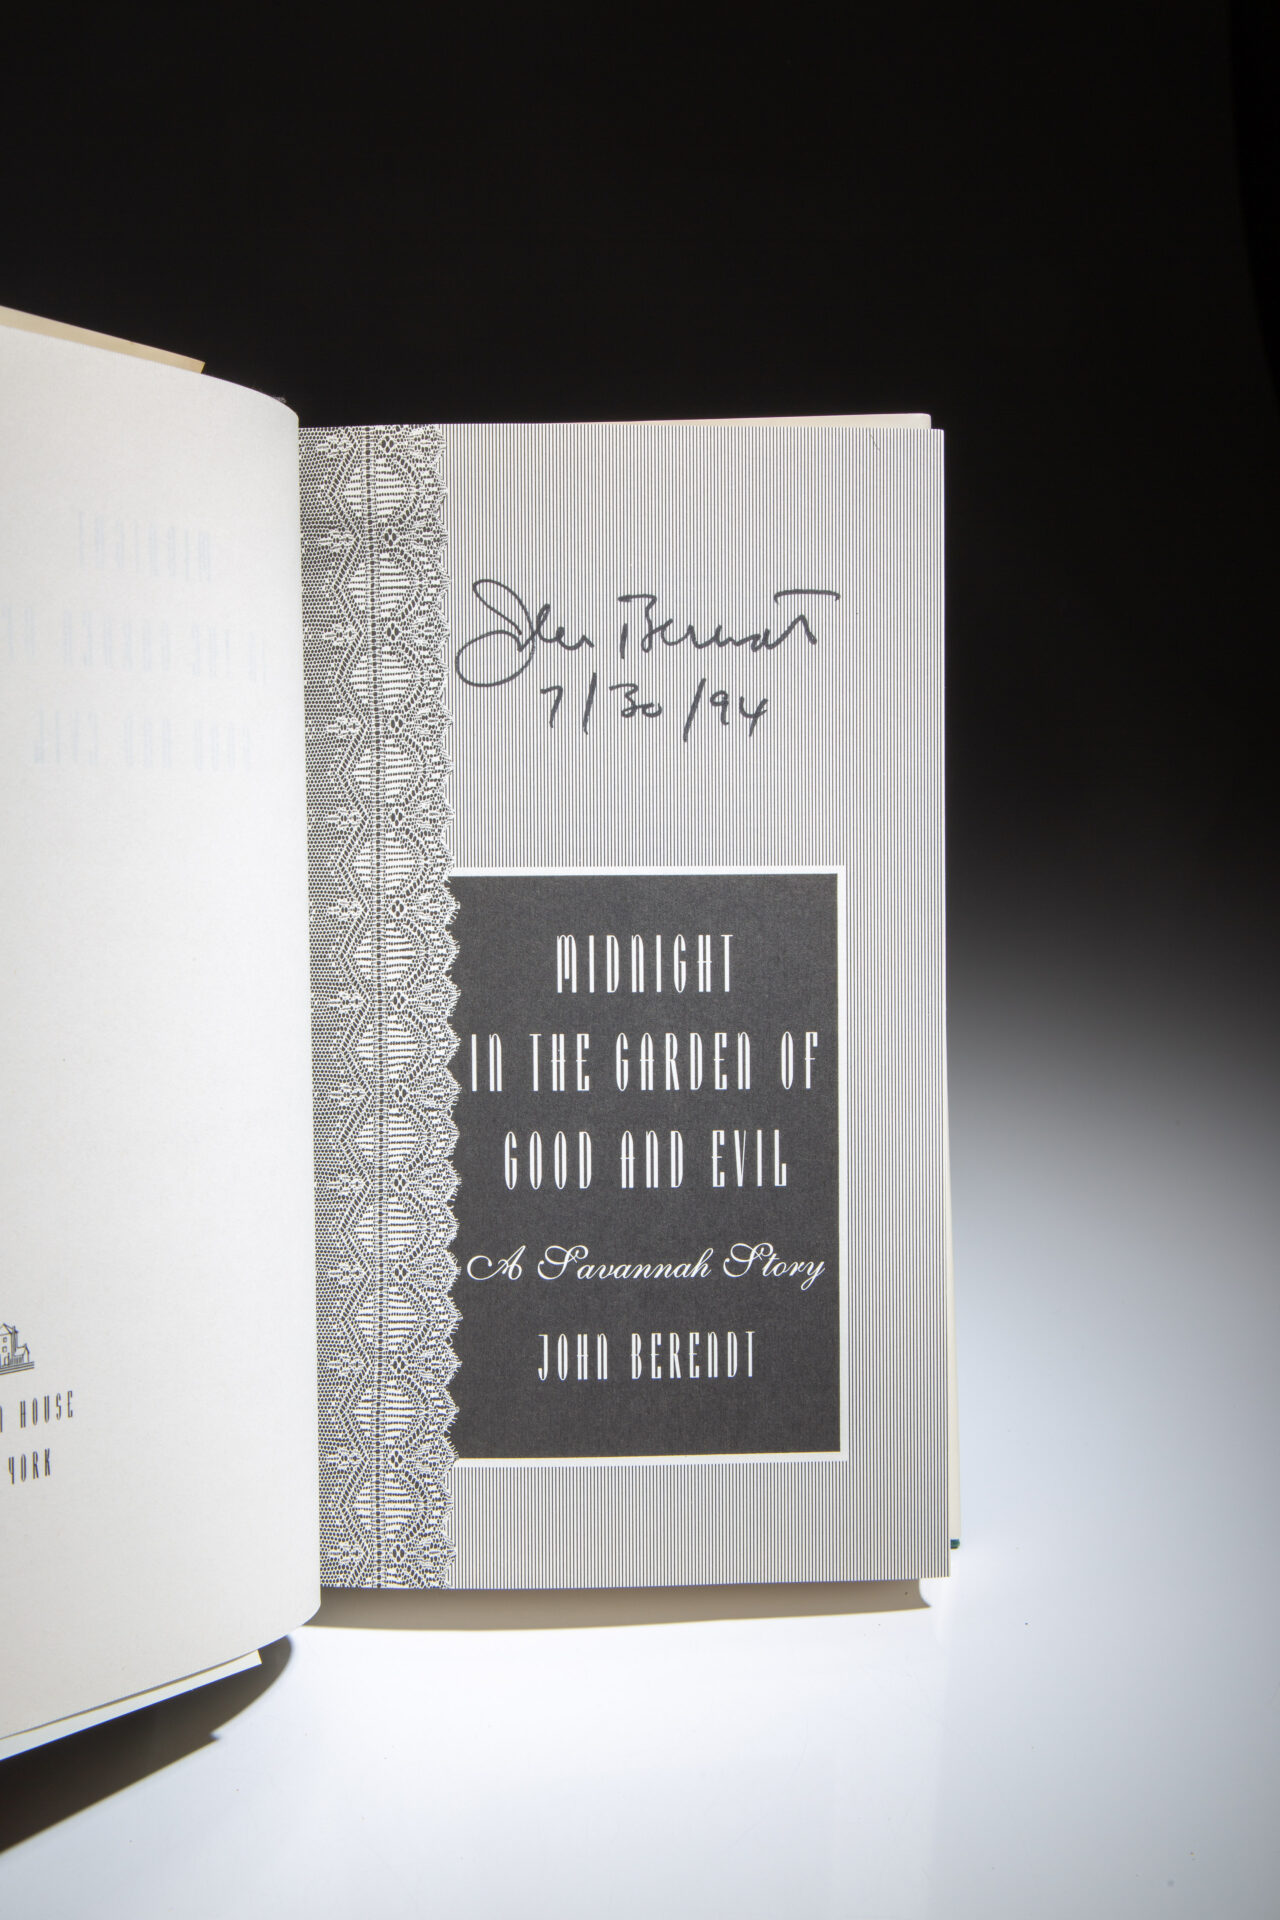 HOUSE
YORK
John Berendt
7/30/94
MIDNIGHT
IN THE GARDEN OF
GOOD AND EVIL
A Savannah Story
JOHN BERENDT